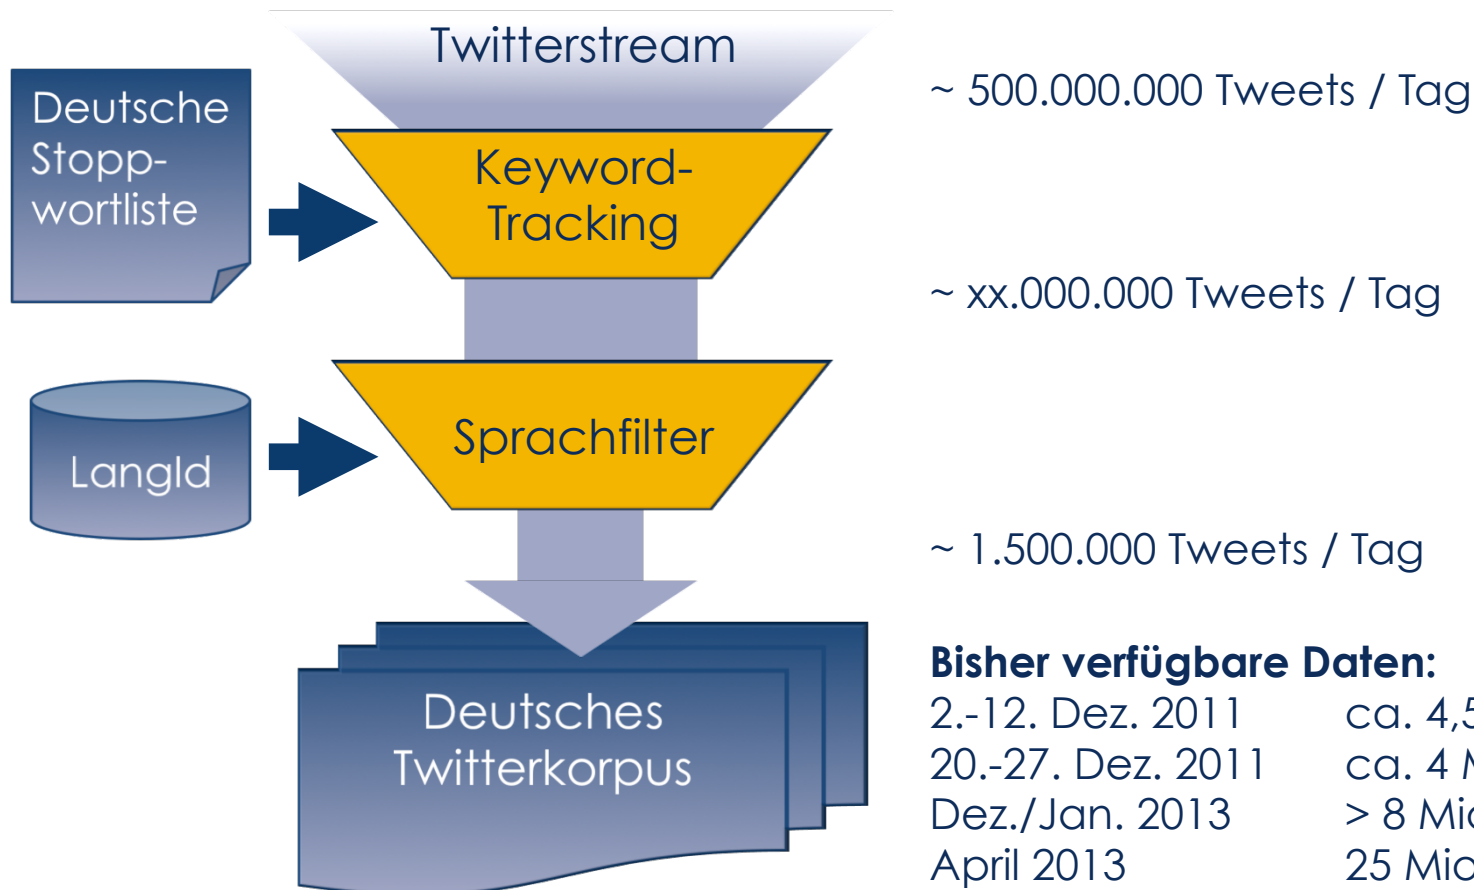 Twitterstream
~ 500.000.000 Tweets / Tag
Deutsche
Stopp-
wortliste
Keyword-
Tracking
~ xx.000.000 Tweets / Tag
LangId
Sprachfilter
~ 1.500.000 Tweets / Tag
Deutsches
Twitterkorpus
Bisher verfügbare Daten:
2.-12. Dez. 2011 ca. 4,5
20.-27. Dez. 2011 ca. 4
Dez./Jan. 2013 > 8
April 2013 25